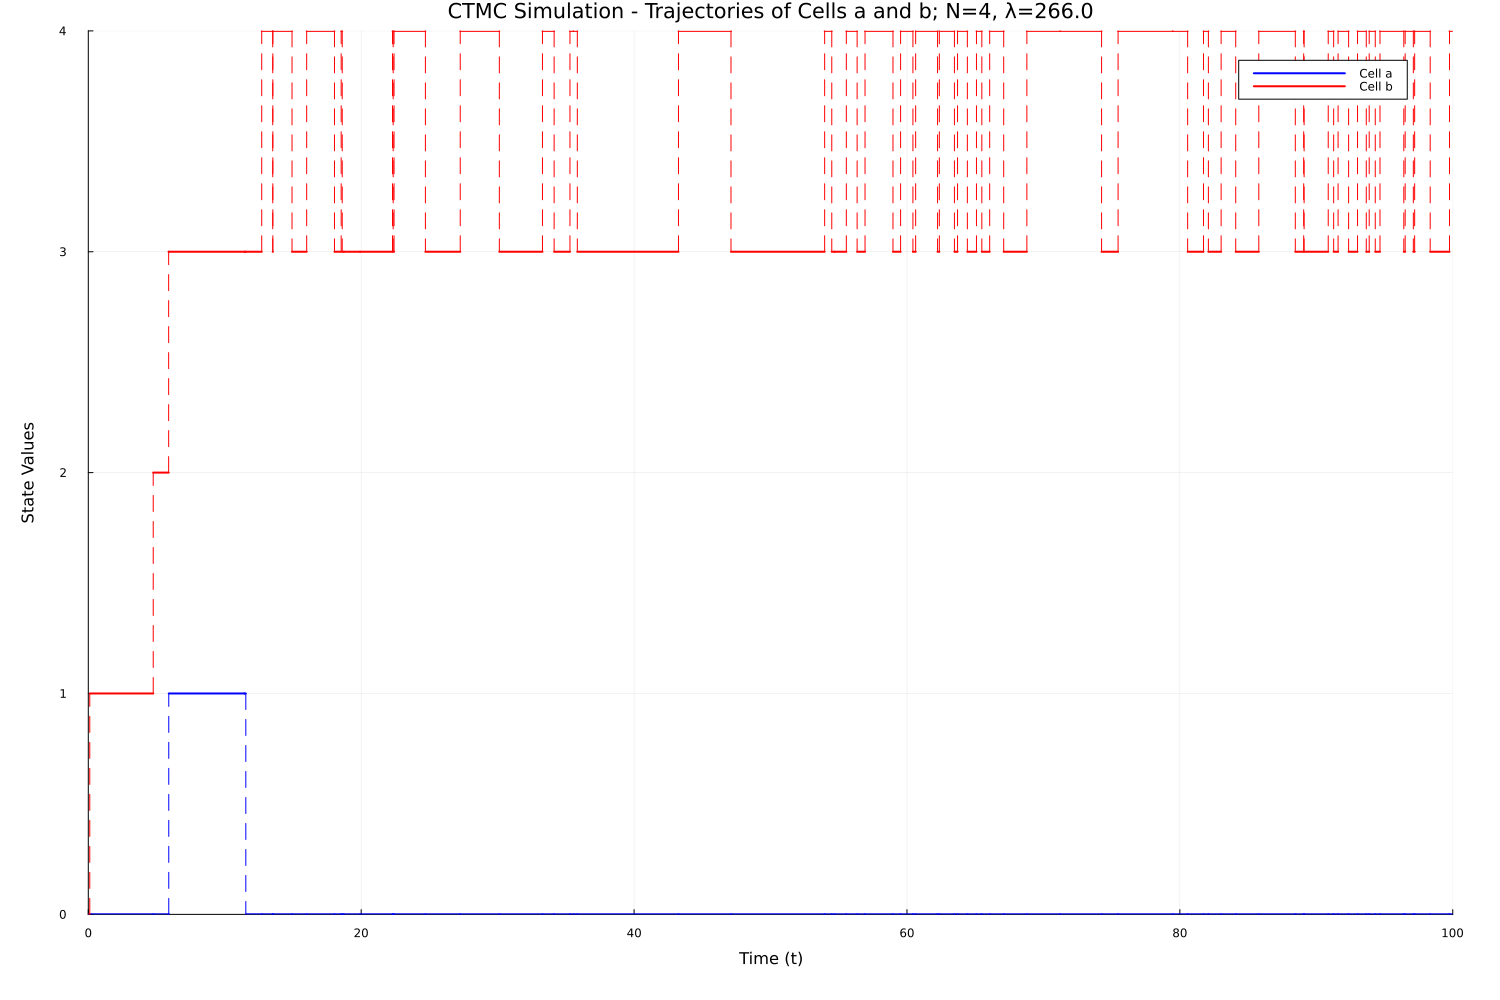 CTMC Simulation - Trajectories of Cells a and b; N=4, λ=266.0
4
Cell a
Cell b
3
State Values
2
1
0
0 20 40 60 80 100
Time (t)